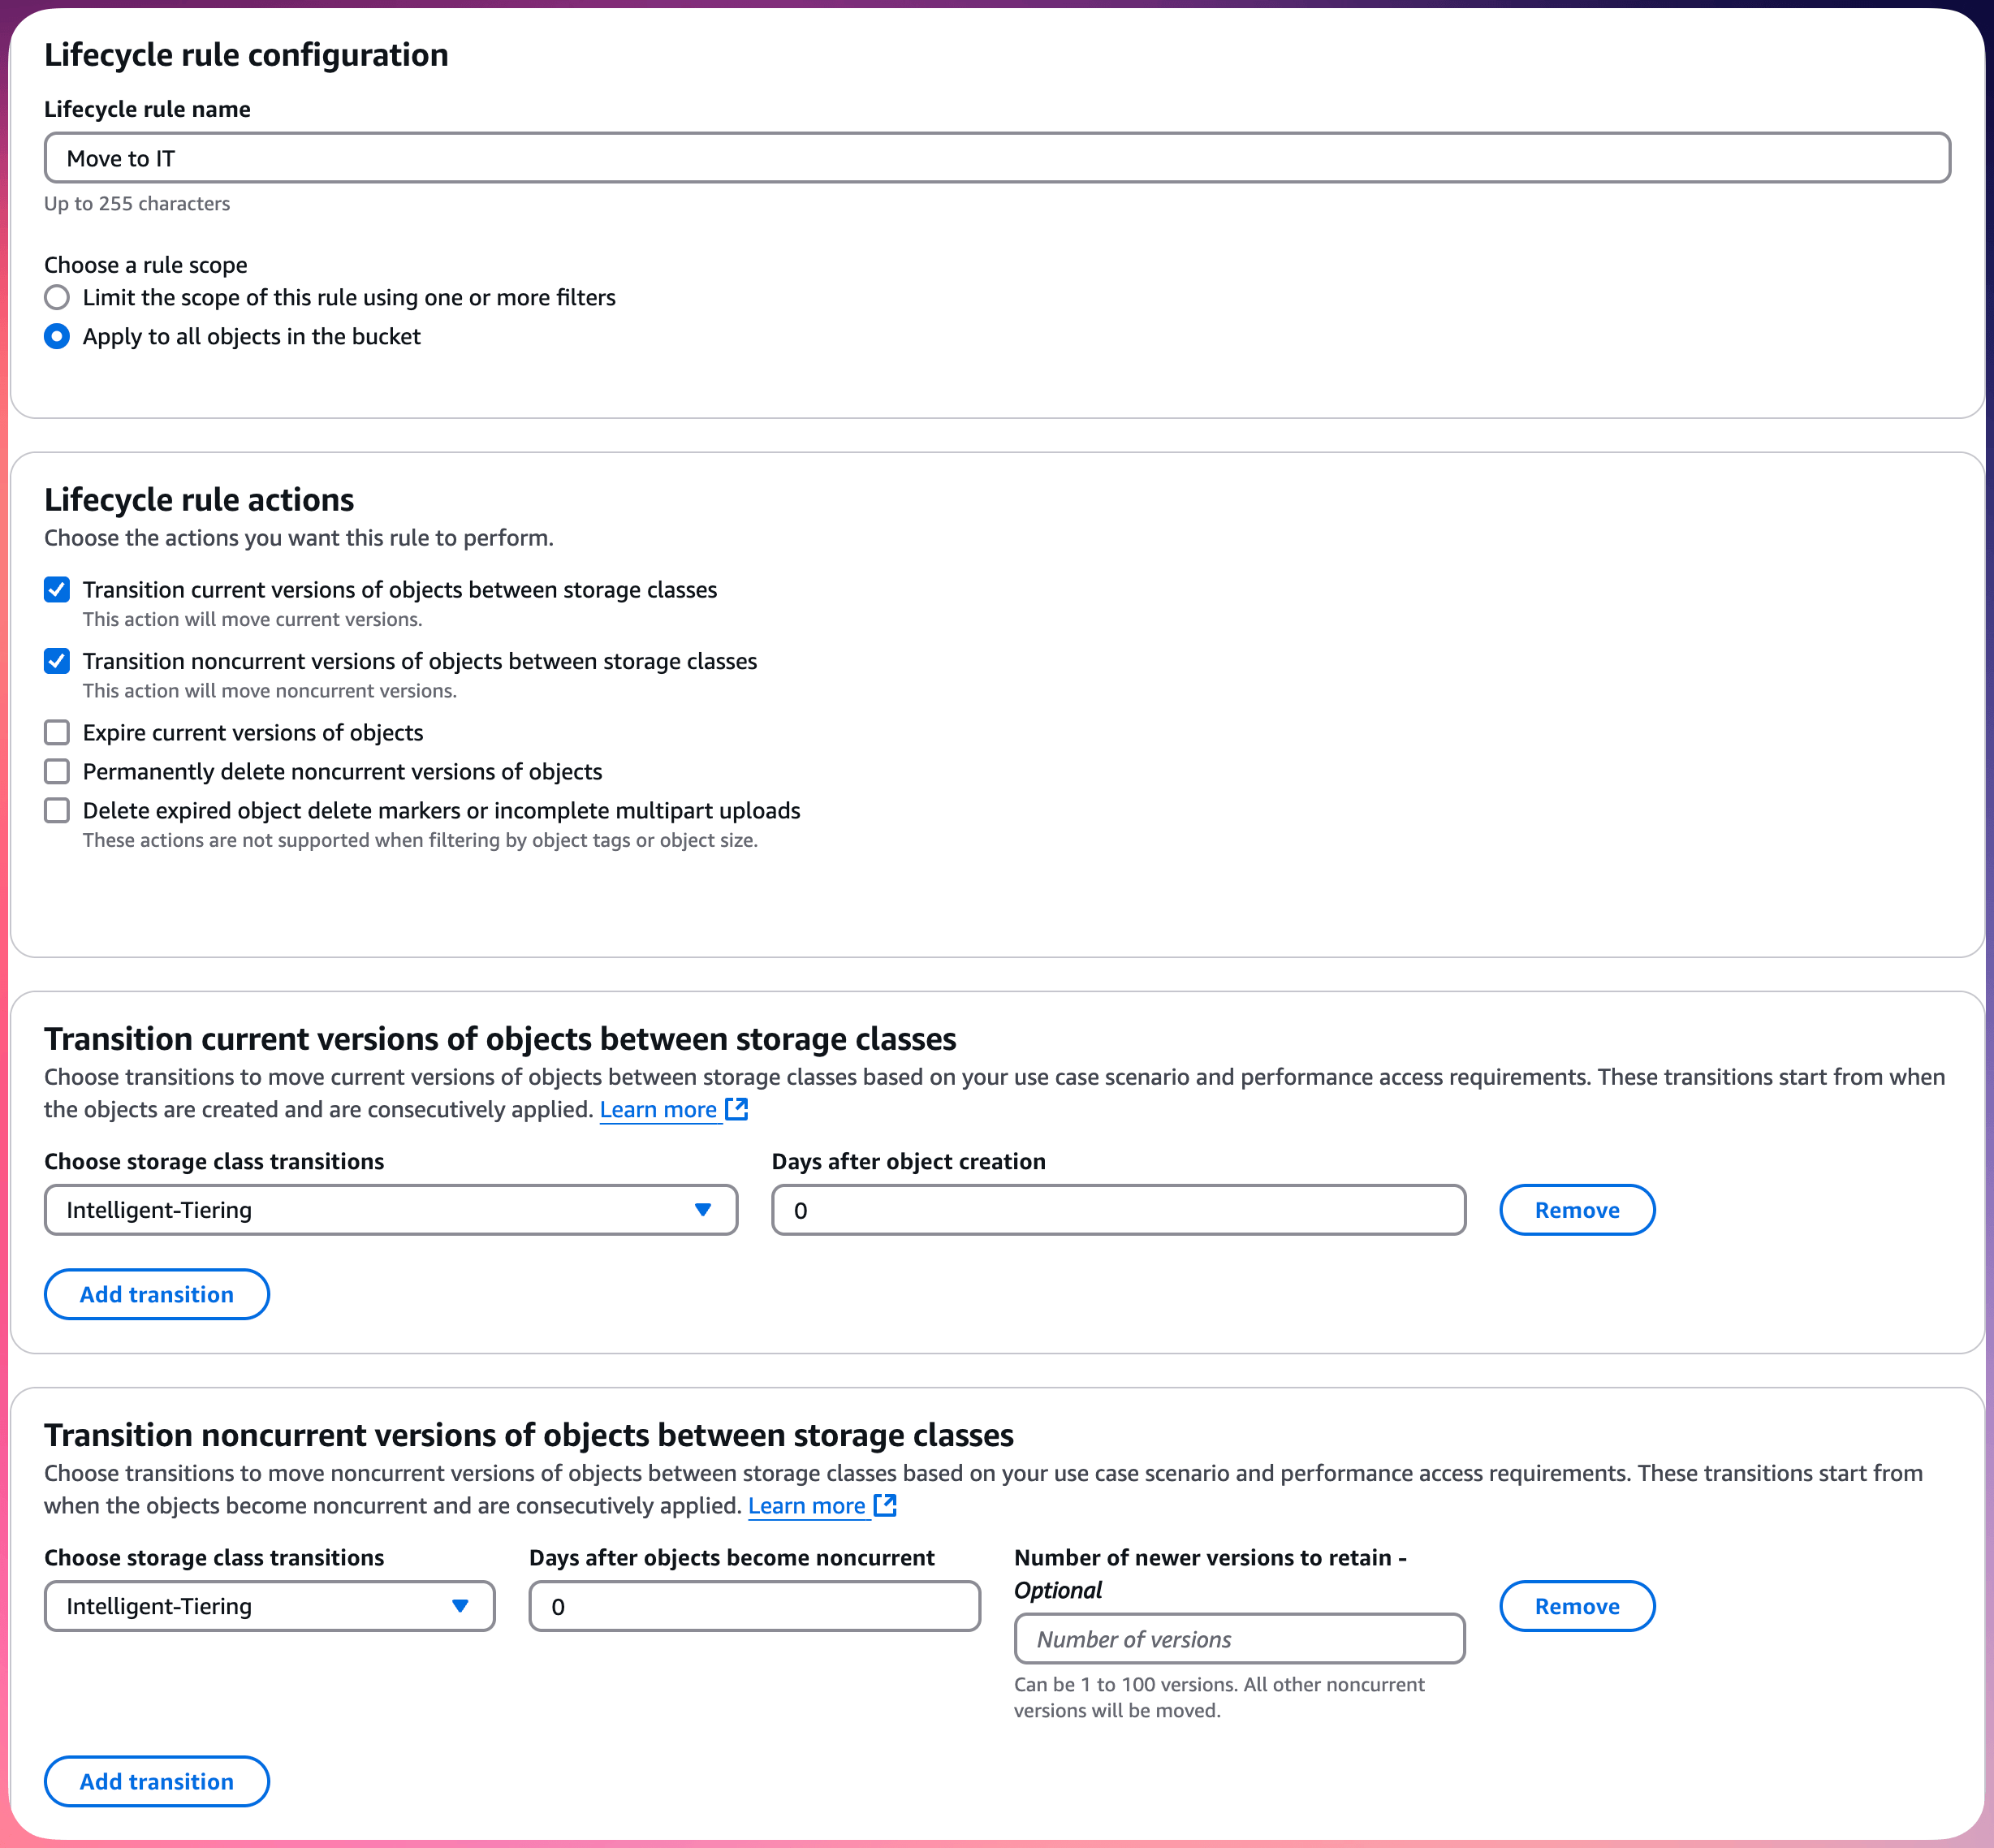 Lifecycle rule configuration
Lifecycle rule name
Move to IT
Up to 255 characters
Choose a rule scope
Limit the scope of this rule using one or more filters
Apply to all objects in the bucket
Lifecycle rule actions
Choose the actions you want this rule to perform.
Transition current versions of objects between storage classes
This action will move current versions.
Transition noncurrent versions of objects between storage classes
This action will move noncurrent versions.
Expire current versions of objects
Permanently delete noncurrent versions of objects
Delete expired object delete markers or incomplete multipart uploads
These actions are not supported when filtering by object tags or object size.
Transition current versions of objects between storage classes
Choose transitions to move current versions of objects between storage classes based on your use case scenario and performance access requirements. These transitions start from when
the objects are created and are consecutively applied. Learn more
Choose storage class transitions
Days after object creation
Intelligent-Tiering
0
Remove
Add transition
Transition noncurrent versions of objects between storage classes
Choose transitions to move noncurrent versions of objects between storage classes based on your use case scenario and performance access requirements. These transitions start from
when the objects become noncurrent and are consecutively applied. Learn more
Choose storage class transitions
Days after objects become noncurrent
Number of newer versions to retain -
Optional
Intelligent-Tiering
0
Number of versions
Remove
Can be 1 to 100 versions. All other noncurrent
versions will be moved.
Add transition